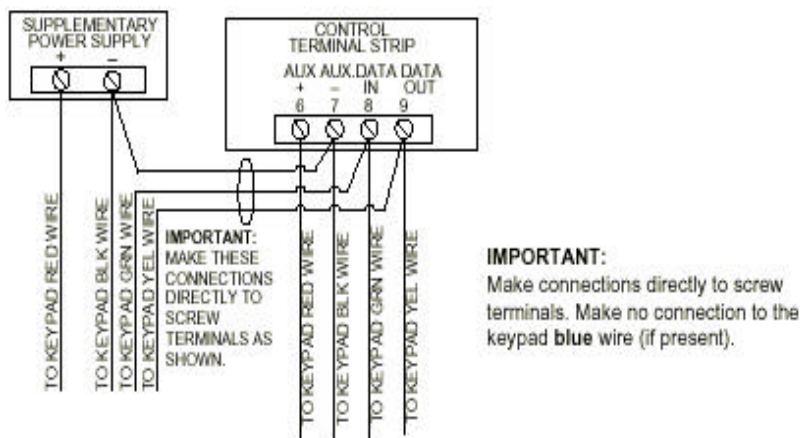 SUPPLEMENTARY
POWER SUPPLY
+ –
CONTROL
TERMINAL STRIP
AUX AUX.DATA DATA
+ – IN OUT
6 7 8 9
TO KEYPAD RED WIRE
TO KEYPAD BLK WIRE
TO KEYPAD GRN WIRE
TO KEYPAD YEL WIRE
IMPORTANT:
MAKE THESE
CONNECTIONS
DIRECTLY TO
SCREW
TERMINALS AS
SHOWN.
TO KEYPAD RED WIRE
TO KEYPAD BLK WIRE
TO KEYPAD GRN WIRE
TO KEYPAD YEL WIRE
IMPORTANT:
Make connections directly to screw
terminals. Make no connection to the
keypad blue wire (if present).